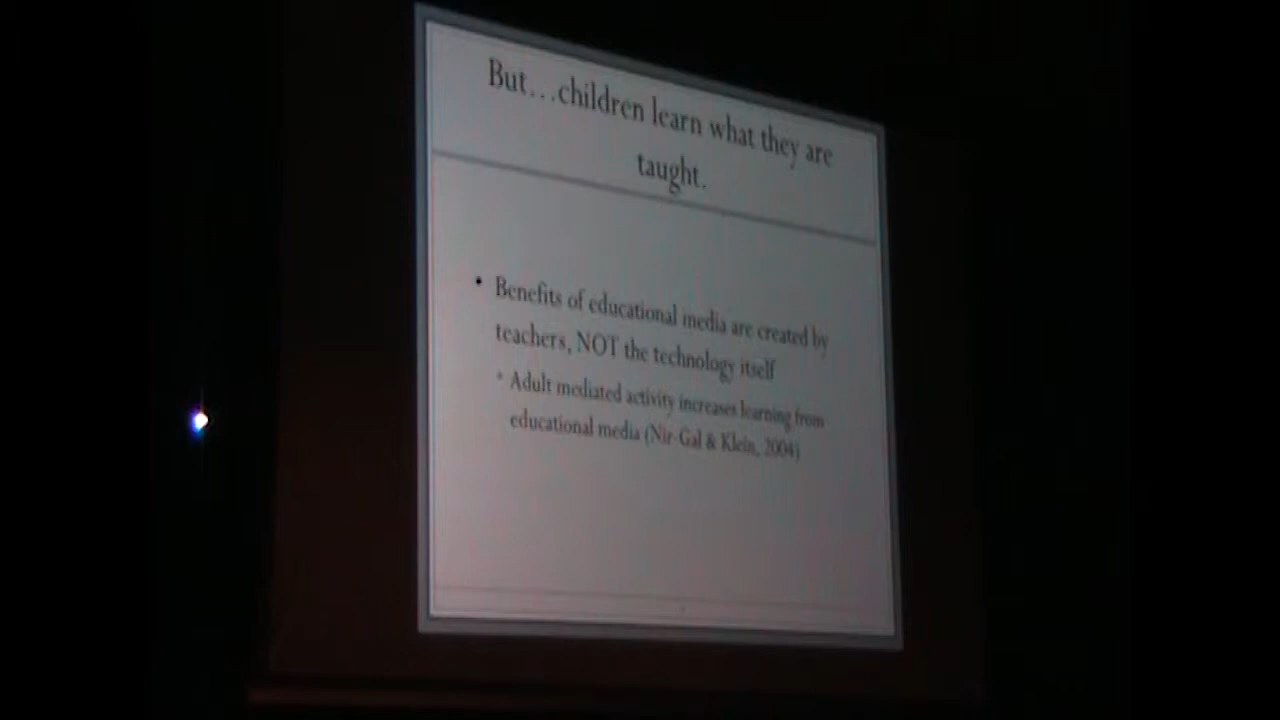 But...children learn what they are
taught.
• Benefits of educational media are created by
teachers, NOT the technology itself
* Adult mediated activity increases learning from
educational media (Nir-Gal & Klein, 2004)